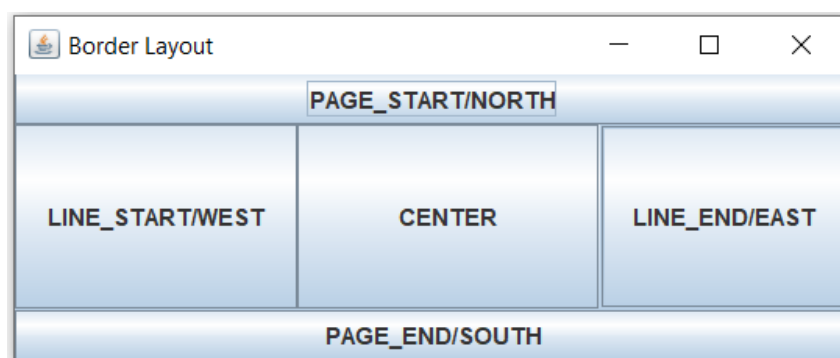 Border Layout
PAGE_START/NORTH
LINE_START/WEST
CENTER
LINE_END/EAST
PAGE_END/SOUTH